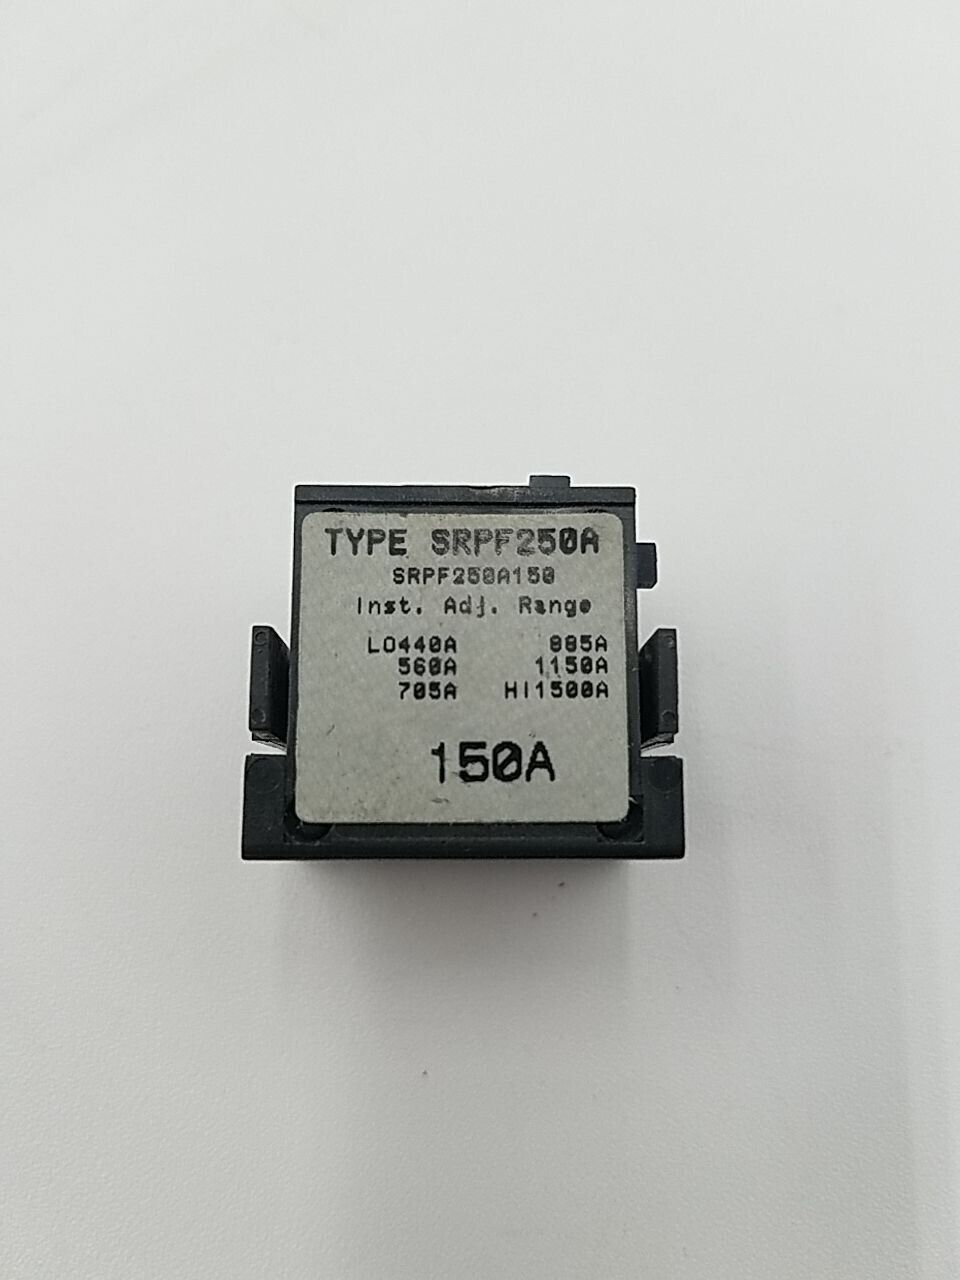 TYPE SRPF250A
SRPF250A150
Inst. Adj. Range
LO440A 885A
560A 1150A
705A HI1500A
150A